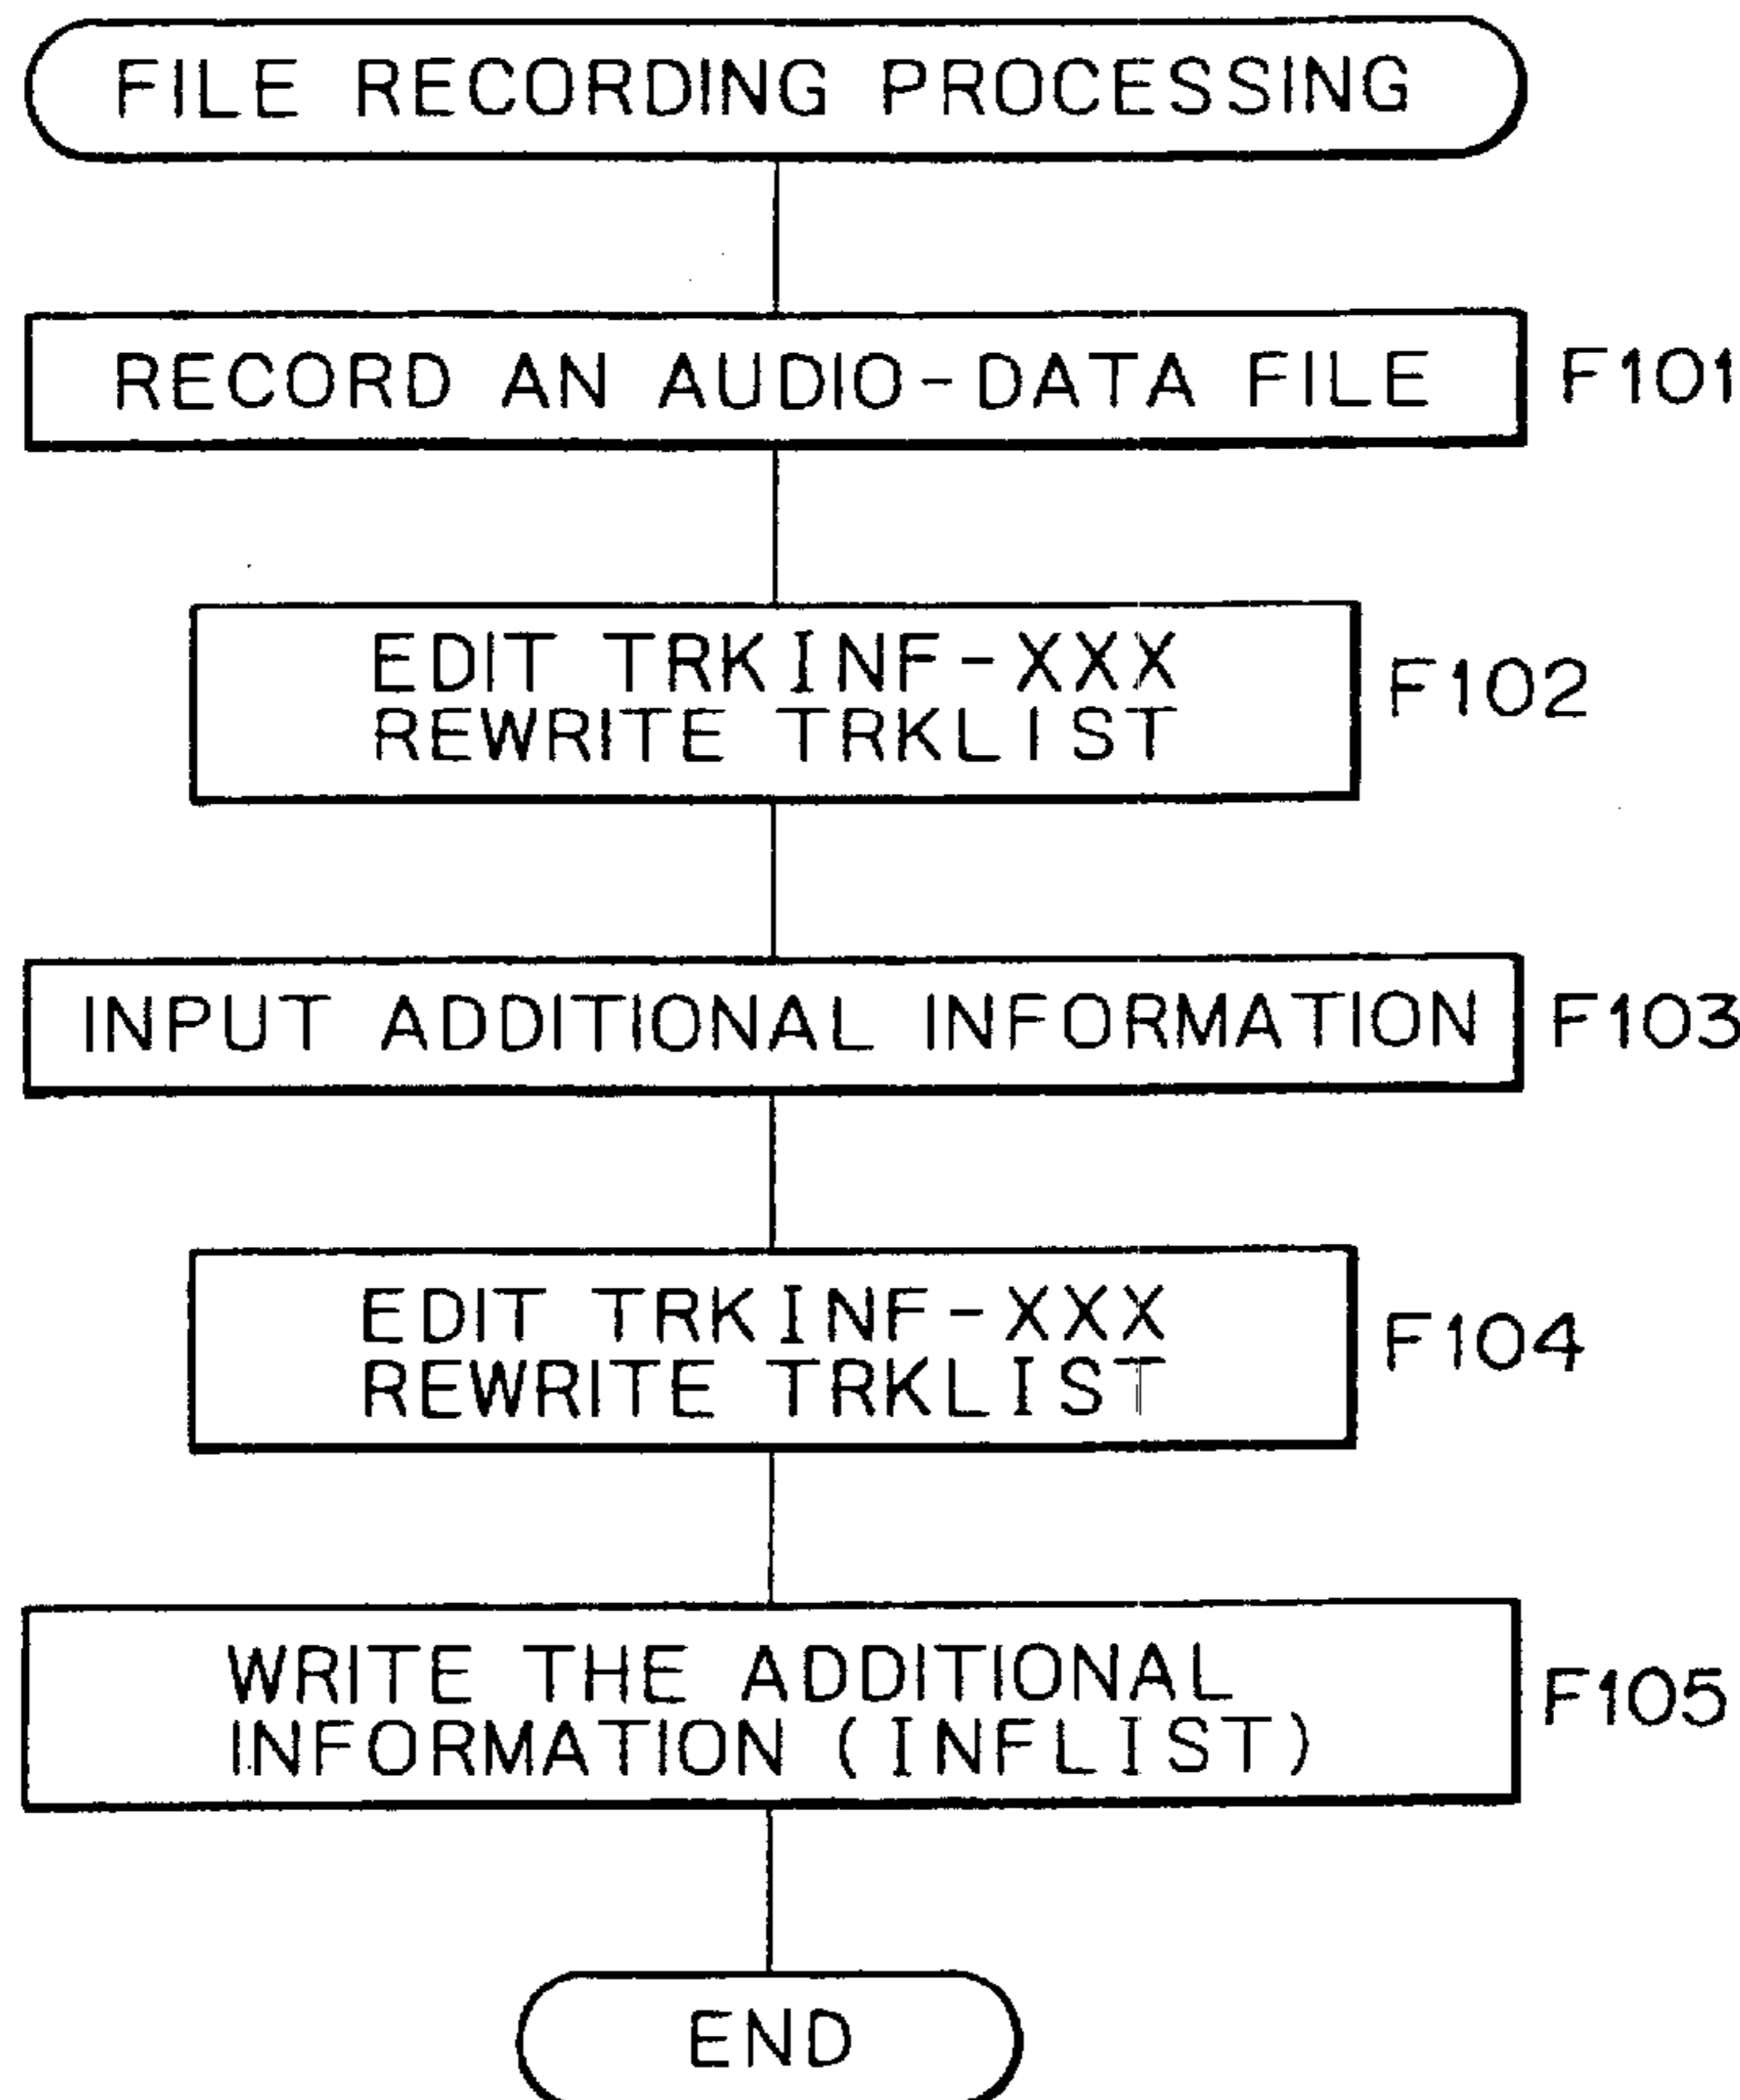 FILE RECORDING PROCESSING
RECORD AN AUDIO-DATA FILE
F101
EDIT TRKINF-XXX
REWRITE TRKLIST
F102
INPUT ADDITIONAL INFORMATION
F103
EDIT TRKINF-XXX
REWRITE TRKLIST
F104
WRITE THE ADDITIONAL
INFORMATION (INFLIST)
F105
END